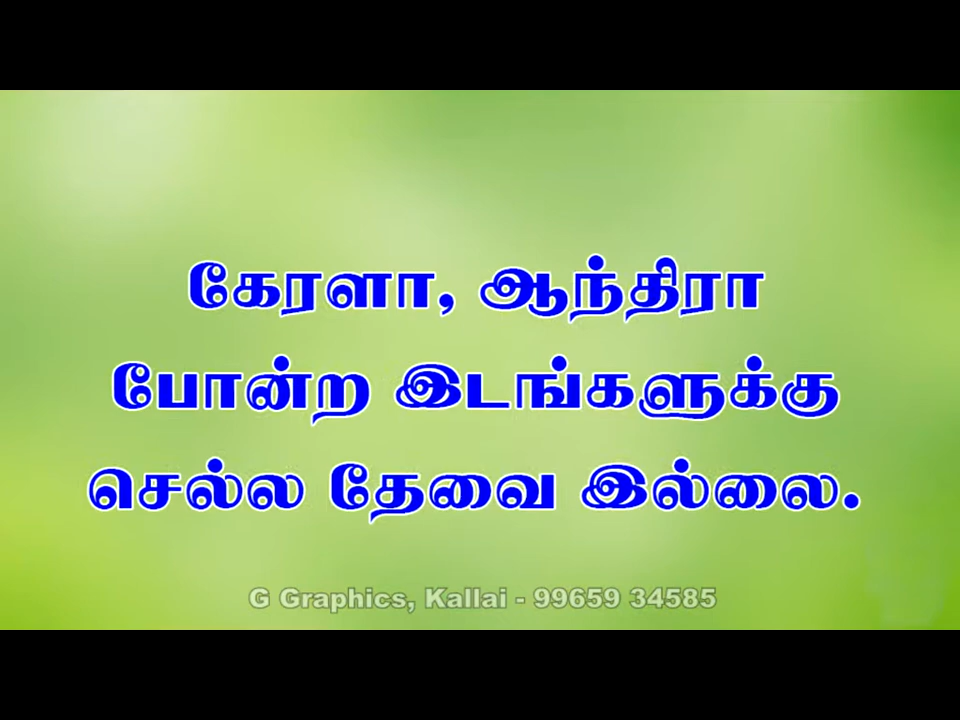 கேரளா, ஆந்திரா
போன்ற இடங்களுக்கு
செல்ல தேவை இல்லை.
G Graphics, Kallai - 99659 34585